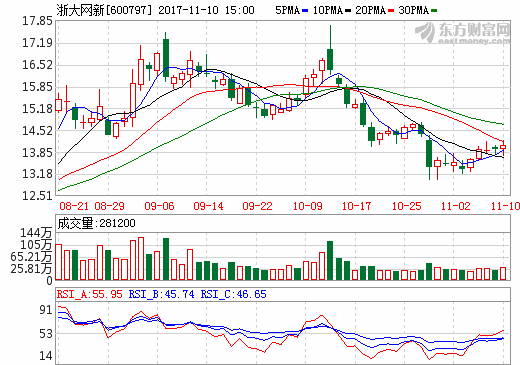 浙大网新[600797] 2017-11-10 15:00 5PMA 10PMA 20PMA 30PMA
东方财富网
eastmoney.com
17.85
17.19
16.52
15.85
15.18
14.52
13.85
13.18
12.51
08-21 08-29 09-06 09-14 09-22 10-09 10-17 10-25 11-02 11-10
成交量:281200
144万
105万
65.21万
25.81万
0
RSI_A:55.95 RSI_B:45.74 RSI_C:46.65
91
53
14